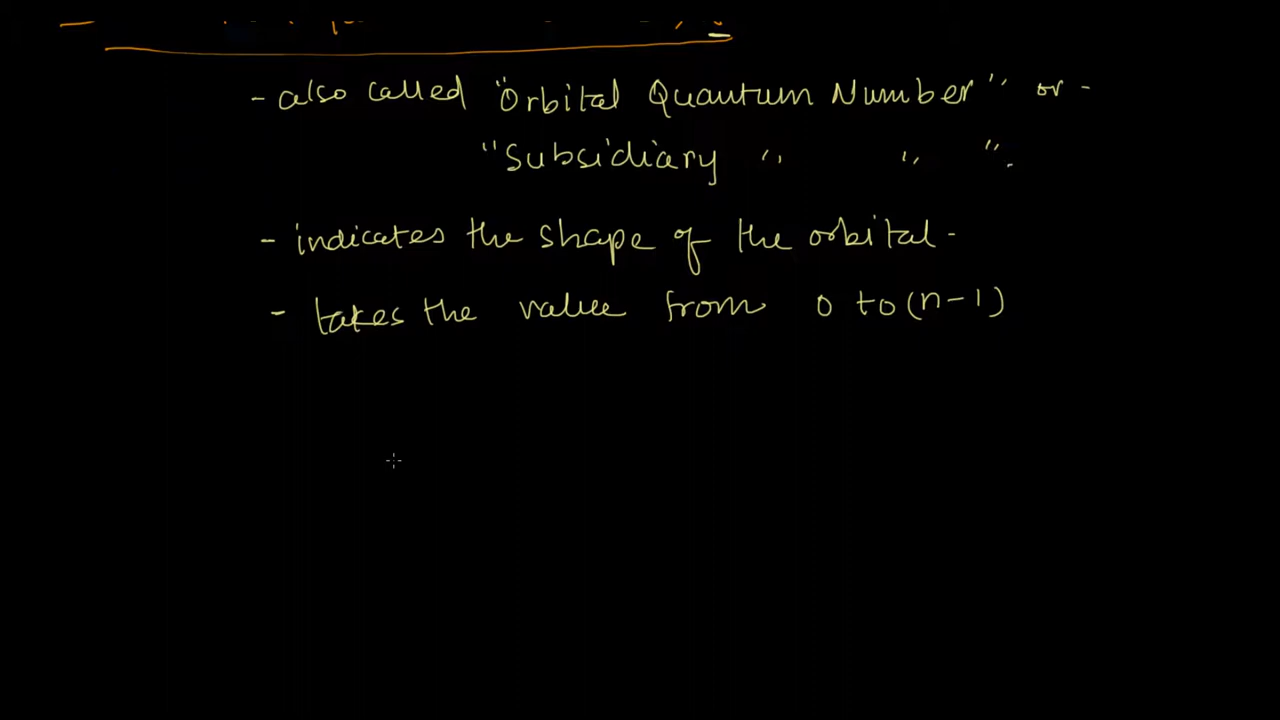 - also called "Orbital Quantum Number" or -
"Subsidiary " " ".
- indicates the shape of the orbital -
- takes the value from 0 to (n-1)